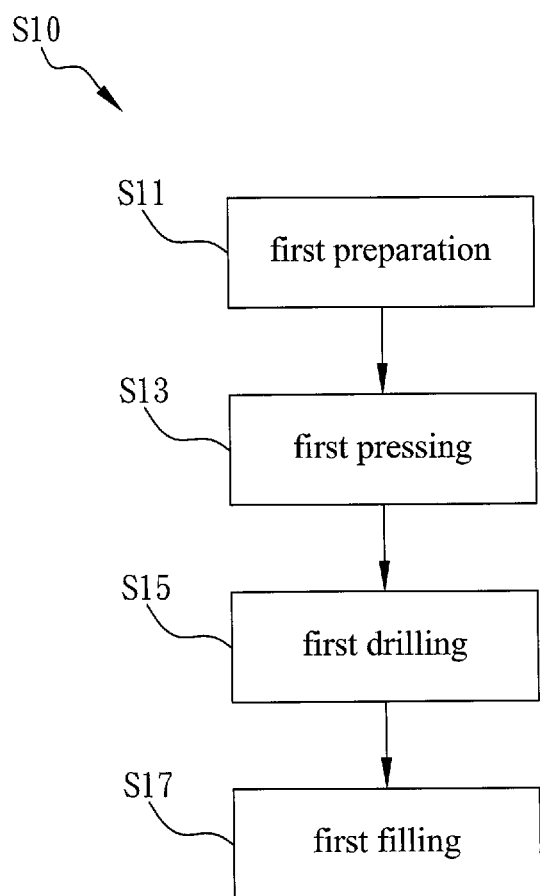 S10
S11
first preparation
S13
first pressing
S15
first drilling
S17
first filling